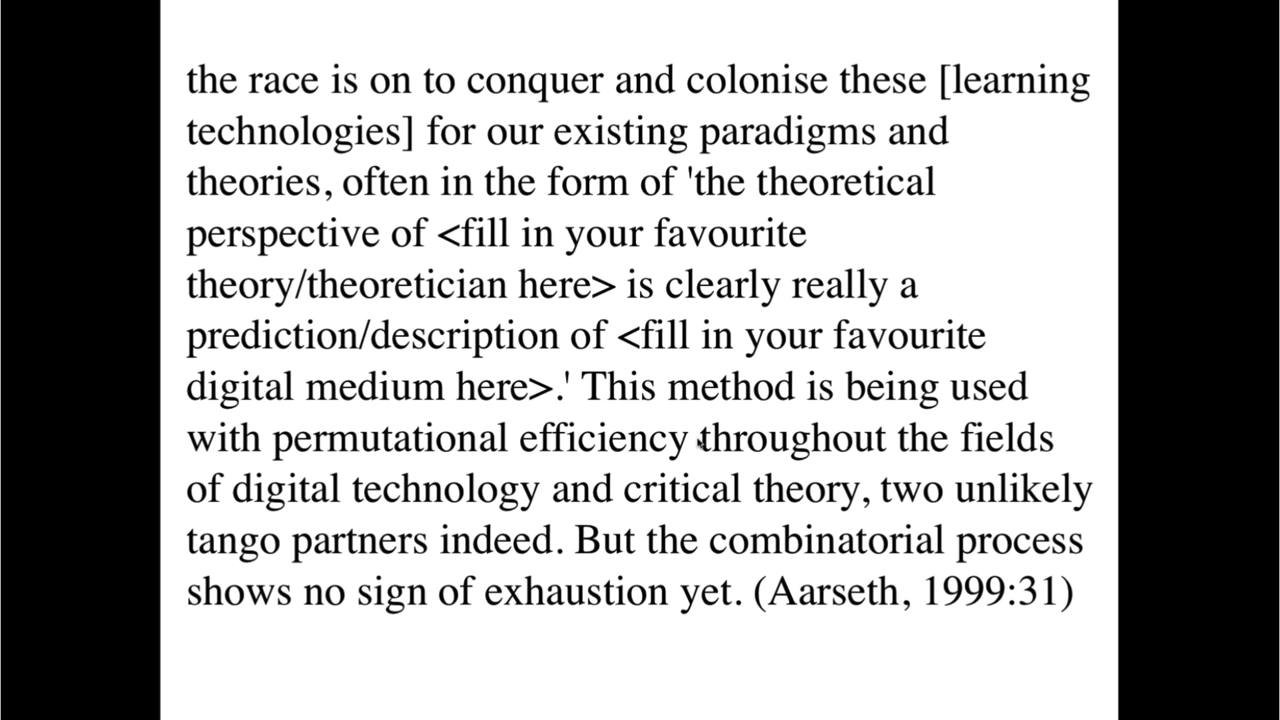 the race is on to conquer and colonise these [learning
technologies] for our existing paradigms and
theories, often in the form of 'the theoretical
perspective of <fill in your favourite
theory/theoretician here> is clearly really a
prediction/description of <fill in your favourite
digital medium here>.' This method is being used
with permutational efficiency throughout the fields
of digital technology and critical theory, two unlikely
tango partners indeed. But the combinatorial process
shows no sign of exhaustion yet. (Aarseth, 1999:31)